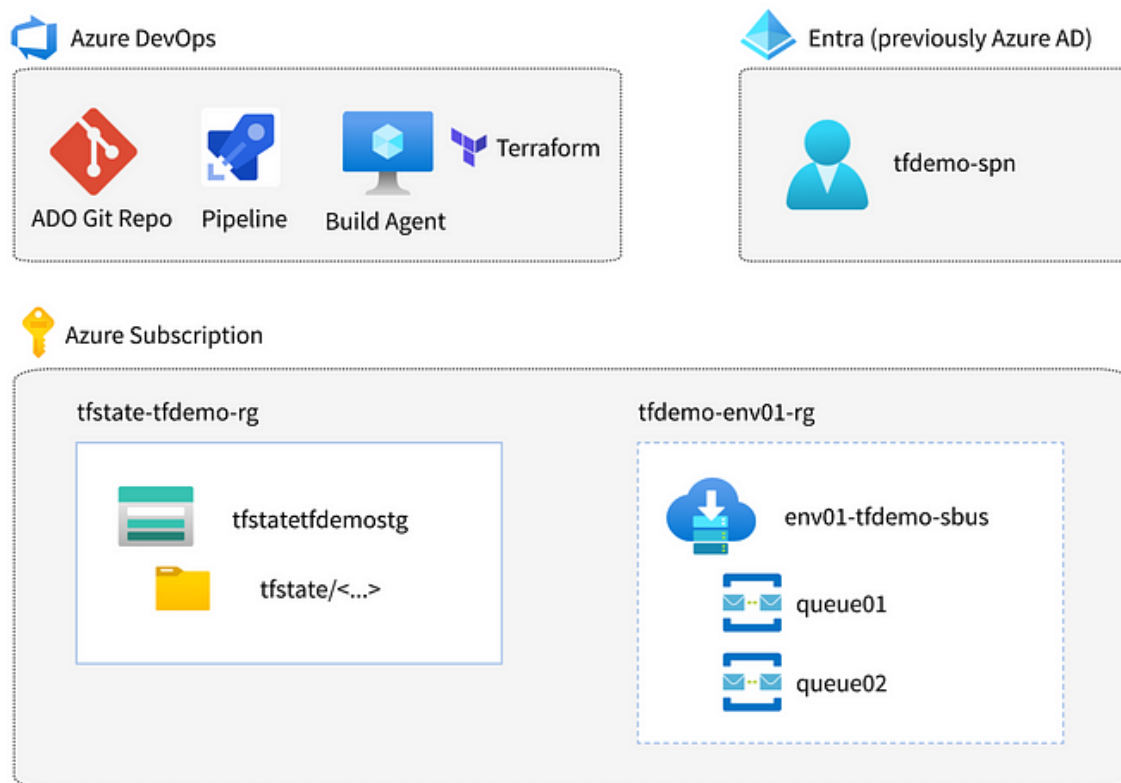 Azure DevOps
Entra (previously Azure AD)
Terraform
tfdemo-spn
ADO Git Repo
Pipeline
Build Agent
Azure Subscription
tfstate-tfdemo-rg
tfdemo-env01-rg
tfstatetfdemostg
env01-tfdemo-sbus
tfstate/<...>
queue01
queue02